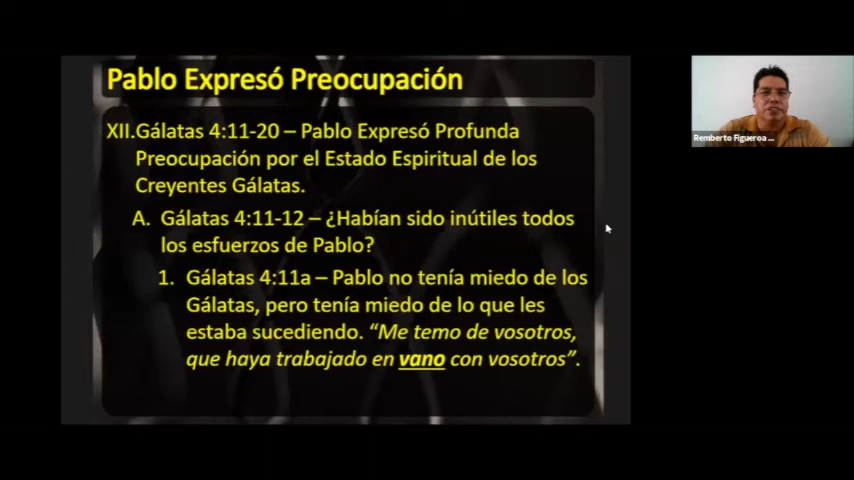 Pablo Expresó Preocupación
XII.Gálatas 4:11-20 – Pablo Expresó Profunda
Preocupación por el Estado Espiritual de los
Creyentes Gálatas.
A. Gálatas 4:11-12 – ¿Habían sido inútiles todos
los esfuerzos de Pablo?
1. Gálatas 4:11a – Pablo no tenía miedo de los
Gálatas, pero tenía miedo de lo que les
estaba sucediendo. “Me temo de vosotros,
que haya trabajado en vano con vosotros”.
Remberto Figueroa ...